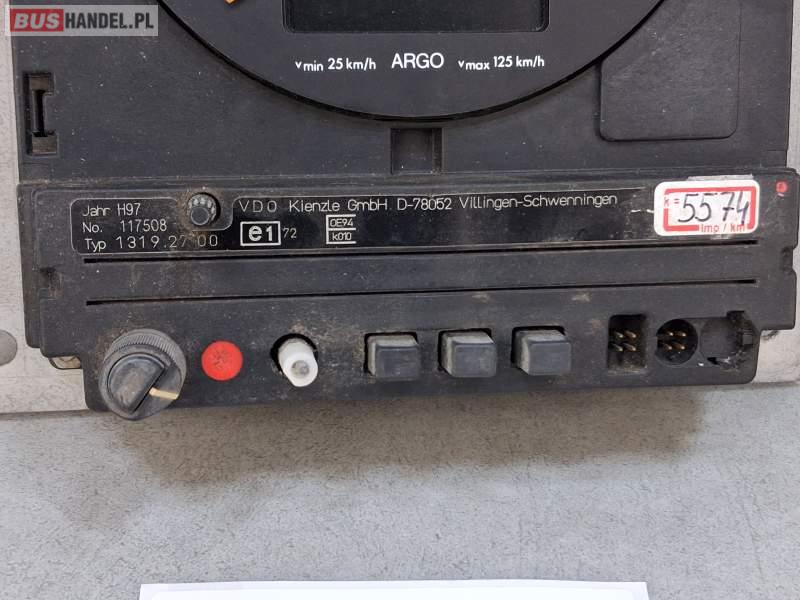 BUSHANDEL.PL
vmin 25 km/h ARGO vmax 125 km/h
Jahr H97 VDO Kienzle GmbH D-78052 Villingen-Schwenningen
No. 117508
Typ 1319.27 00 e1 72
OE94
k010
k = 5574
imp / km